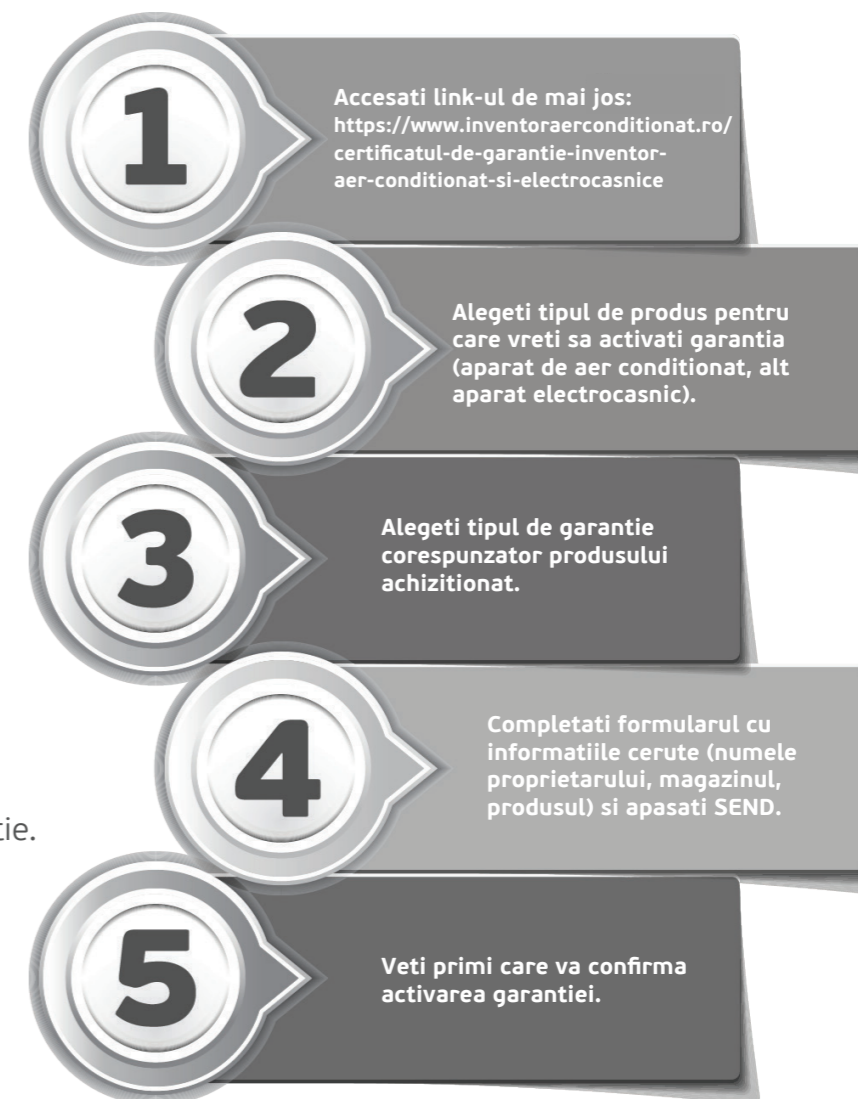 1
Accesati link-ul de mai jos:
https://www.inventoraerconditionat.ro/
certificatul-de-garantie-inventor-
aer-conditionat-si-electrocasnice
2
Alegeti tipul de produs pentru
care vreti sa activati garantia
(aparat de aer conditionat, alt
aparat electrocasnic).
3
Alegeti tipul de garantie
corespunzator produsului
achizitionat.
4
Completati formularul cu
informatiile cerute (numele
proprietarului, magazinul,
produsul) si apasati SEND.
tie.
5
Veti primi care va confirma
activarea garantiei.